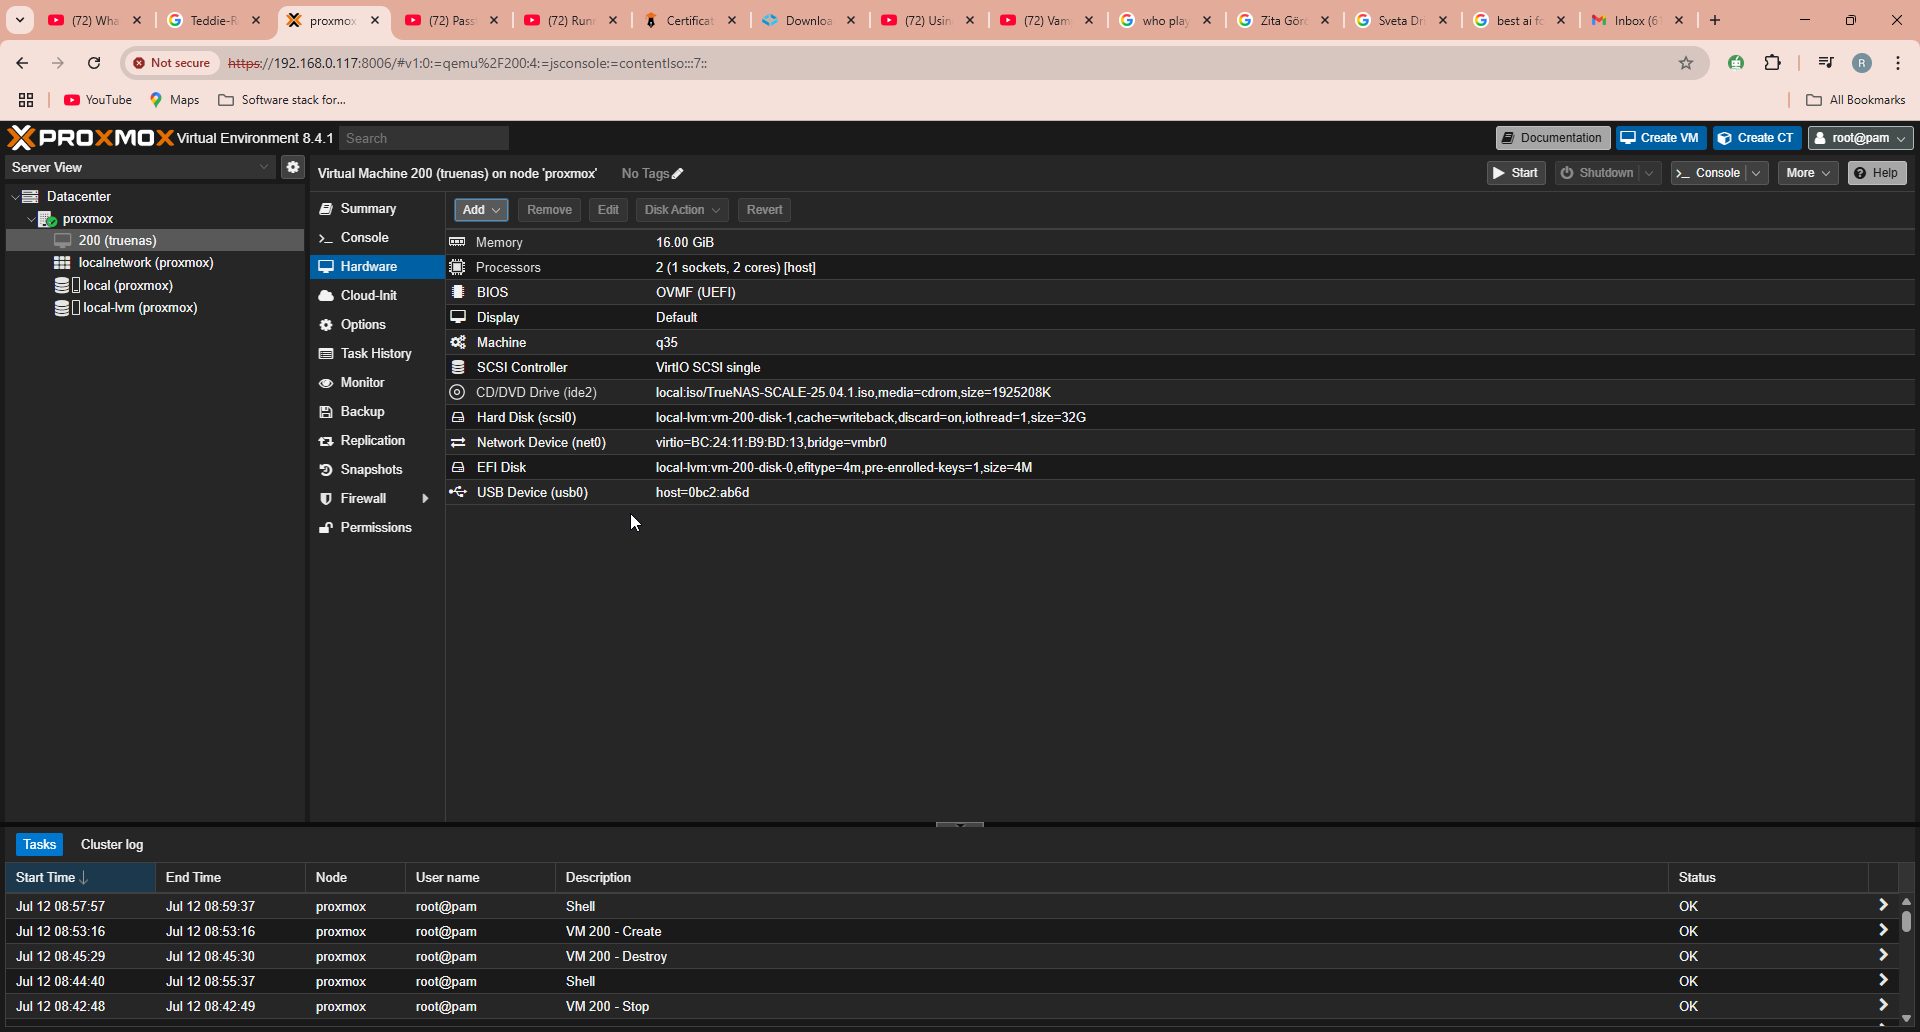 (72) Wha
Teddie-R
proxmox
(72) Pass
(72) Runn
Certificat
Downloa
(72) Usin
(72) Vam
who play
Zita Görö
Sveta Dri
best ai fo
Inbox (6
Not secure
https://192.168.0.117:8006/#v1:0:=qemu%2F200:4:=jsconsole:=contentIso:::7::
R
YouTube
Maps
Software stack for...
All Bookmarks
PROXMOX Virtual Environment 8.4.1
Search
Documentation
Create VM
Create CT
root@pam
Server View
Virtual Machine 200 (truenas) on node 'proxmox'
No Tags
Start
Shutdown
Console
More
Help
Datacenter
proxmox
200 (truenas)
localnetwork (proxmox)
local (proxmox)
local-lvm (proxmox)
Summary
Console
Hardware
Cloud-Init
Options
Task History
Monitor
Backup
Replication
Snapshots
Firewall
Permissions
Add
Remove
Edit
Disk Action
Revert
Memory 16.00 GiB
Processors 2 (1 sockets, 2 cores) [host]
BIOS OVMF (UEFI)
Display Default
Machine q35
SCSI Controller VirtIO SCSI single
CD/DVD Drive (ide2) local:iso/TrueNAS-SCALE-25.04.1.iso,media=cdrom,size=1925208K
Hard Disk (scsi0) local-lvm:vm-200-disk-1,cache=writeback,discard=on,iothread=1,size=32G
Network Device (net0) virtio=BC:24:11:B9:BD:13,bridge=vmbr0
EFI Disk local-lvm:vm-200-disk-0,efitype=4m,pre-enrolled-keys=1,size=4M
USB Device (usb0) host=0bc2:ab6d
Tasks
Cluster log
Start Time End Time Node User name Description Status
Jul 12 08:57:57 Jul 12 08:59:37 proxmox root@pam Shell OK
Jul 12 08:53:16 Jul 12 08:53:16 proxmox root@pam VM 200 - Create OK
Jul 12 08:45:29 Jul 12 08:45:30 proxmox root@pam VM 200 - Destroy OK
Jul 12 08:44:40 Jul 12 08:55:37 proxmox root@pam Shell OK
Jul 12 08:42:48 Jul 12 08:42:49 proxmox root@pam VM 200 - Stop OK